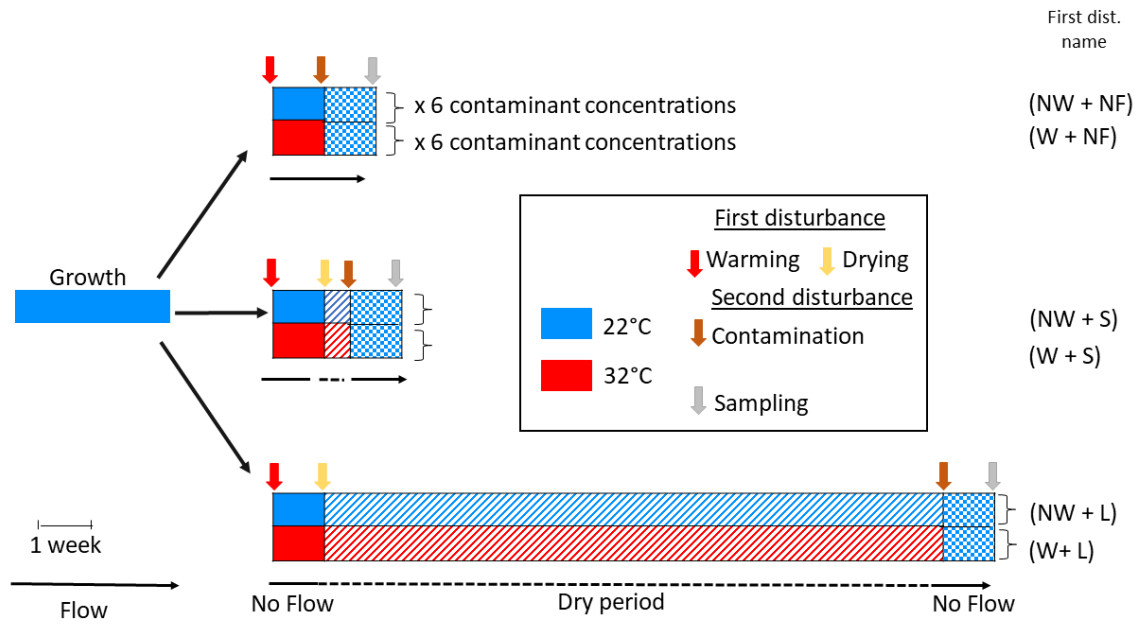 First dist.
name
x 6 contaminant concentrations
(NW + NF)
x 6 contaminant concentrations
(W + NF)
Growth
First disturbance
Warming
Drying
Second disturbance
22°C
Contamination
32°C
Sampling
(NW + S)
(W + S)
(NW + L)
(W+ L)
1 week
Flow
No Flow
Dry period
No Flow